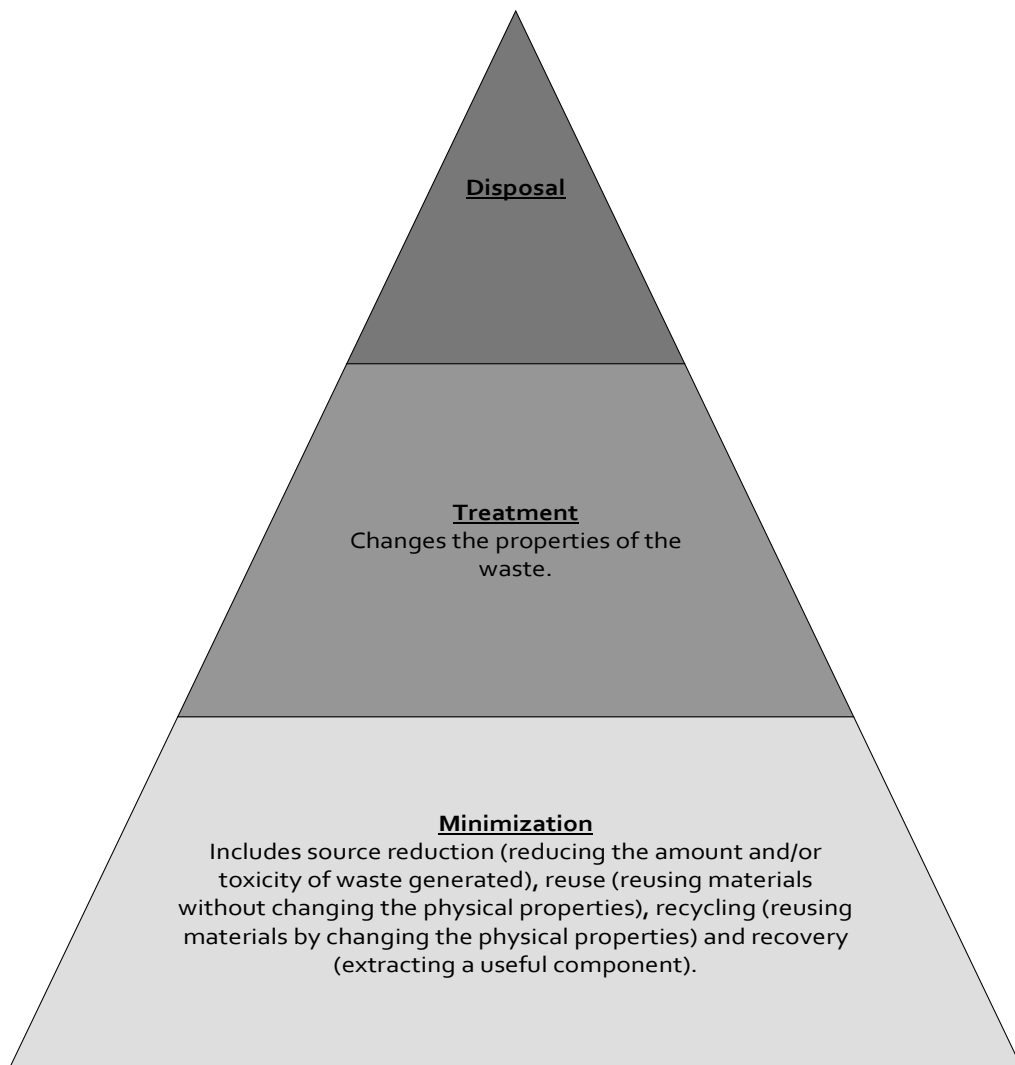 Disposal
Treatment
Changes the properties of the
waste.
Minimization
Includes source reduction (reducing the amount and/or
toxicity of waste generated), reuse (reusing materials
without changing the physical properties), recycling (reusing
materials by changing the physical properties) and recovery
(extracting a useful component).